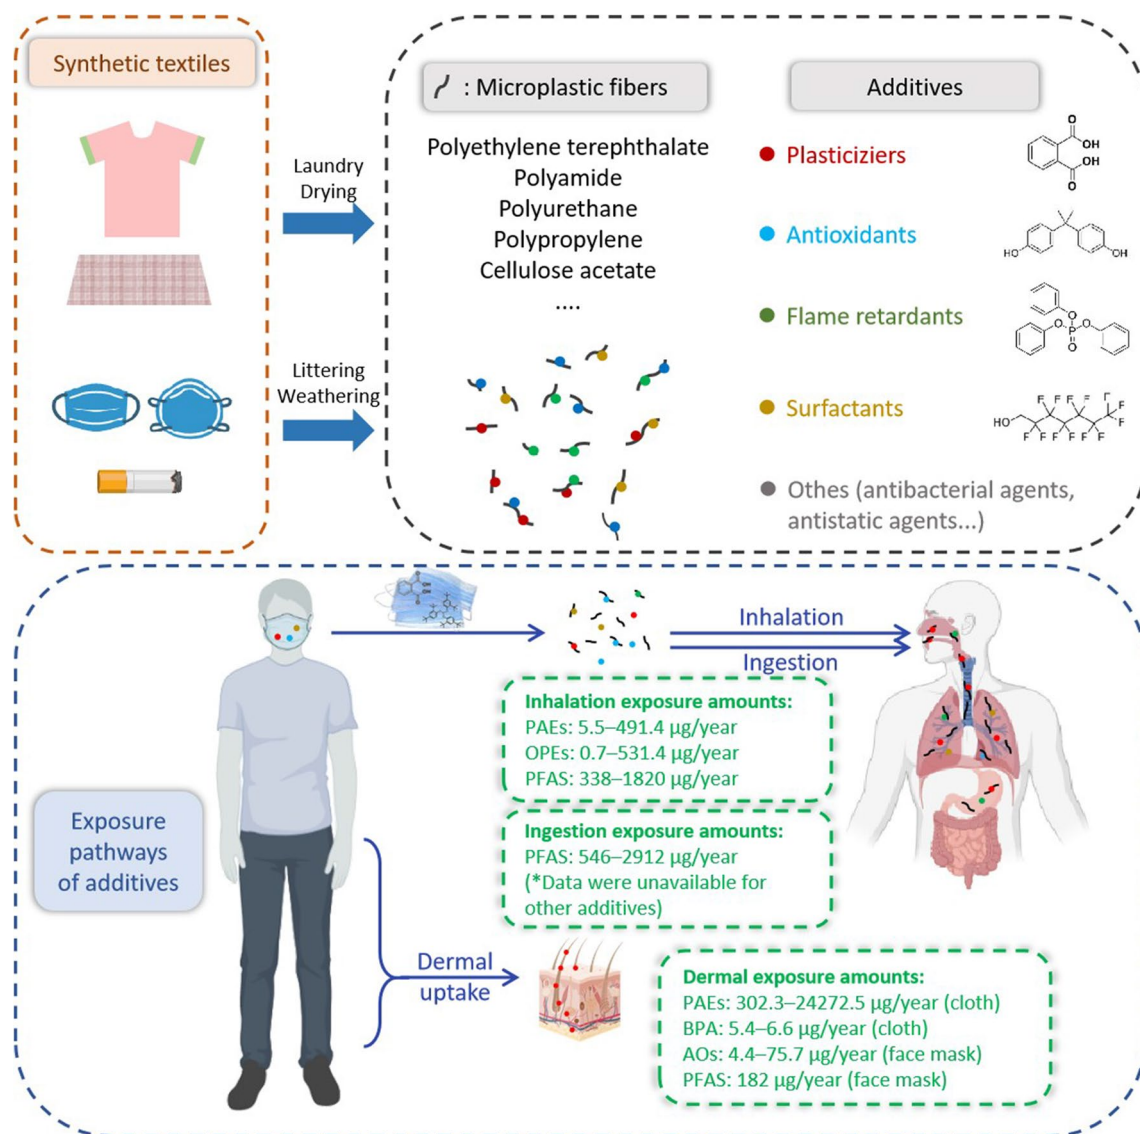 Synthetic textiles
Laundry
Drying
Littering
Weathering
: Microplastic fibers
Polyethylene terephthalate
Polyamide
Polyurethane
Polypropylene
Cellulose acetate
....
Additives
Plasticiziers
O
OH
OH
O
Antioxidants
HO
OH
Flame retardants
O
O
P
O
O
Surfactants
HO
F F F F F F F
F F F F F F
Othes (antibacterial agents,
antistatic agents...)
Exposure
pathways
of additives
Inhalation
Ingestion
Inhalation exposure amounts:
PAEs: 5.5–491.4 µg/year
OPEs: 0.7–531.4 µg/year
PFAS: 338–1820 µg/year
Ingestion exposure amounts:
PFAS: 546–2912 µg/year
(*Data were unavailable for
other additives)
Dermal
uptake
Dermal exposure amounts:
PAEs: 302.3–24272.5 µg/year (cloth)
BPA: 5.4–6.6 µg/year (cloth)
AOs: 4.4–75.7 µg/year (face mask)
PFAS: 182 µg/year (face mask)